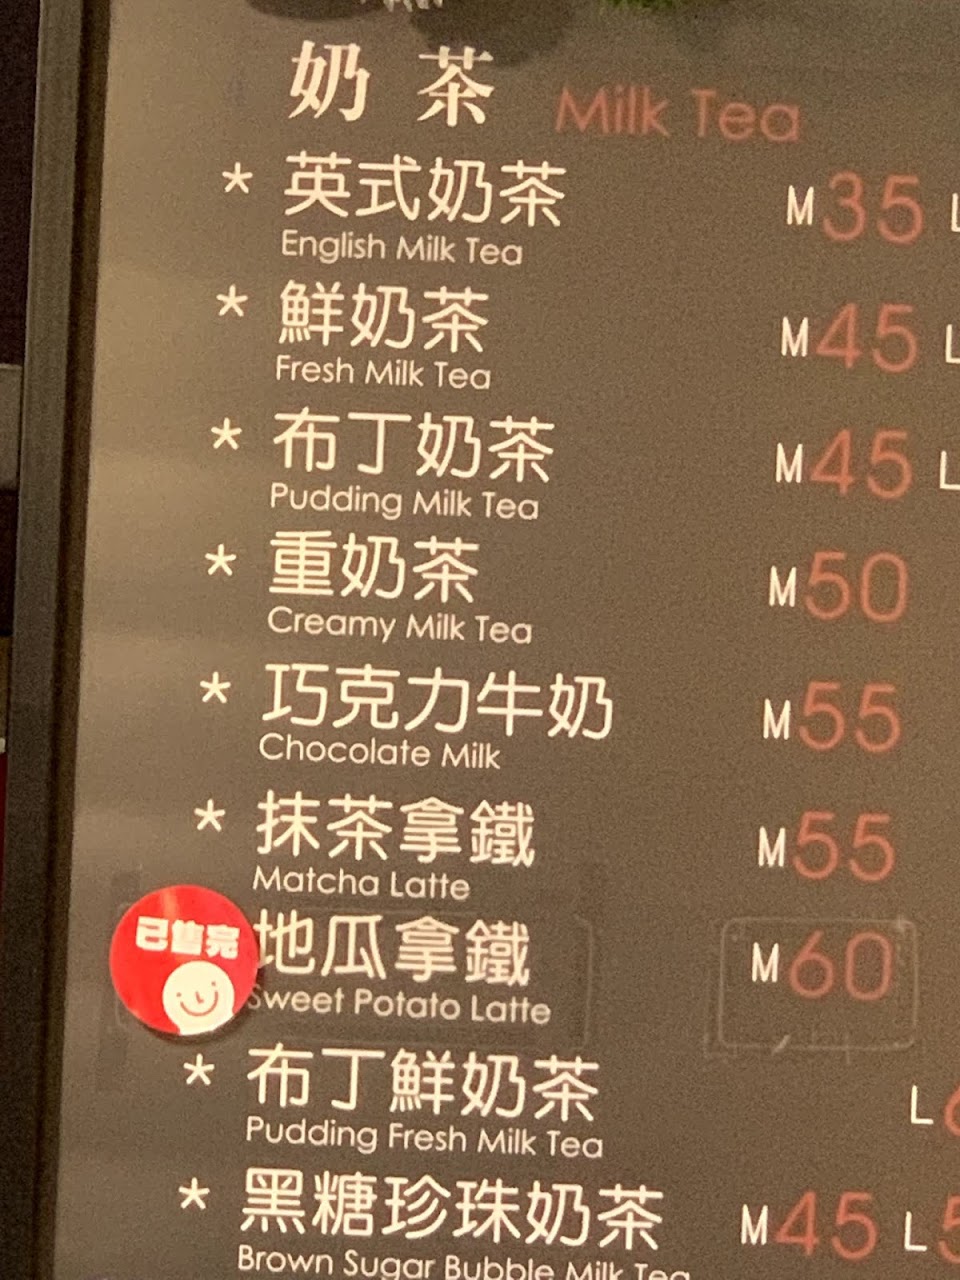 奶茶 Milk Tea
* 英式奶茶 M35 L
English Milk Tea
* 鮮奶茶 M45 L
Fresh Milk Tea
* 布丁奶茶 M45 L
Pudding Milk Tea
* 重奶茶 M50
Creamy Milk Tea
* 巧克力牛奶 M55
Chocolate Milk
* 抹茶拿鐵 M55
Matcha Latte
已售完
地瓜拿鐵 M60
Sweet Potato Latte
* 布丁鮮奶茶 L
Pudding Fresh Milk Tea
* 黑糖珍珠奶茶 M45 L5
Brown Sugar Bubble Milk Tea